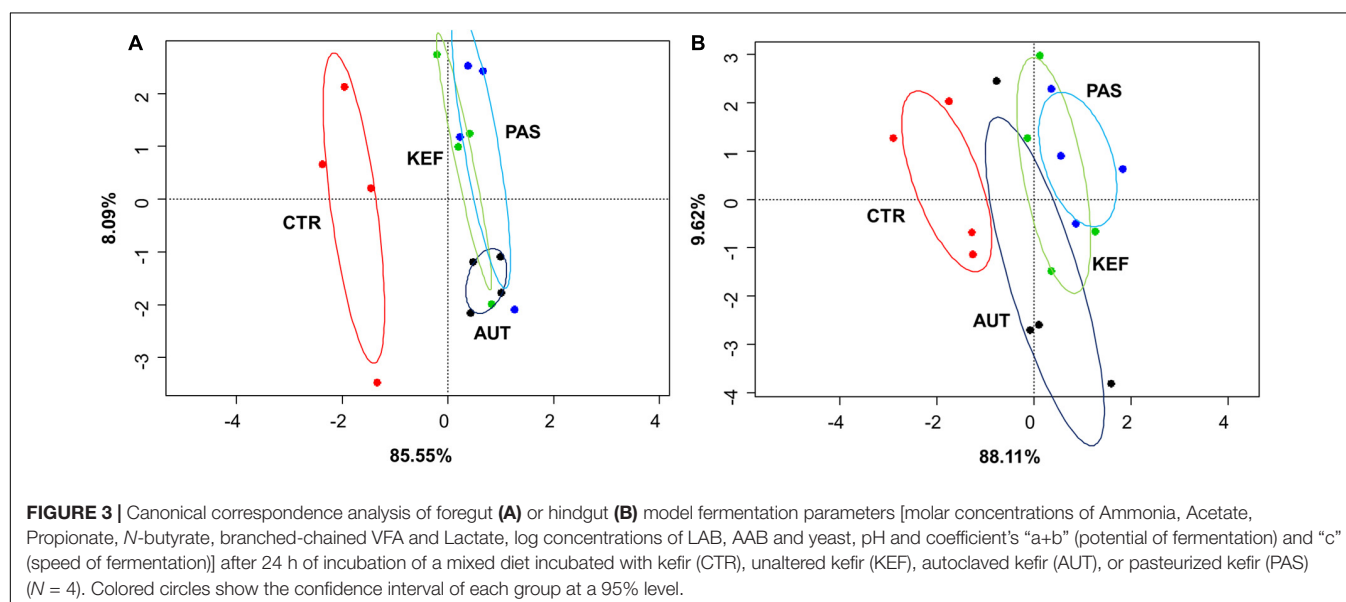 A
B
2
1
0
-1
-2
-3
8.09%
KEF
PAS
CTR
AUT
-4
-2
0
2
4
85.55%
3
2
1
0
-1
-2
-3
-4
9.62%
PAS
CTR
KEF
AUT
-4
-2
0
2
4
88.11%
FIGURE 3 | Canonical correspondence analysis of foregut (A) or hindgut (B) model fermentation parameters [molar concentrations of Ammonia, Acetate,
Propionate, N-butyrate, branched-chained VFA and Lactate, log concentrations of LAB, AAB and yeast, pH and coefficient's “a+b” (potential of fermentation) and “c”
(speed of fermentation)] after 24 h of incubation of a mixed diet incubated with kefir (CTR), unaltered kefir (KEF), autoclaved kefir (AUT), or pasteurized kefir (PAS)
(N = 4). Colored circles show the confidence interval of each group at a 95% level.